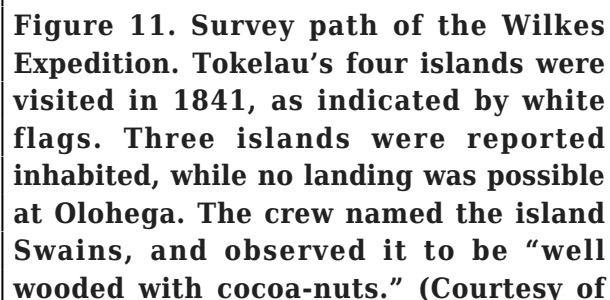 Figure 11. Survey path of the Wilkes
Expedition. Tokelau’s four islands were
visited in 1841, as indicated by white
flags. Three islands were reported
inhabited, while no landing was possible
at Olohega. The crew named the island
Swains, and observed it to be “well
wooded with cocoa-nuts.” (Courtesy of